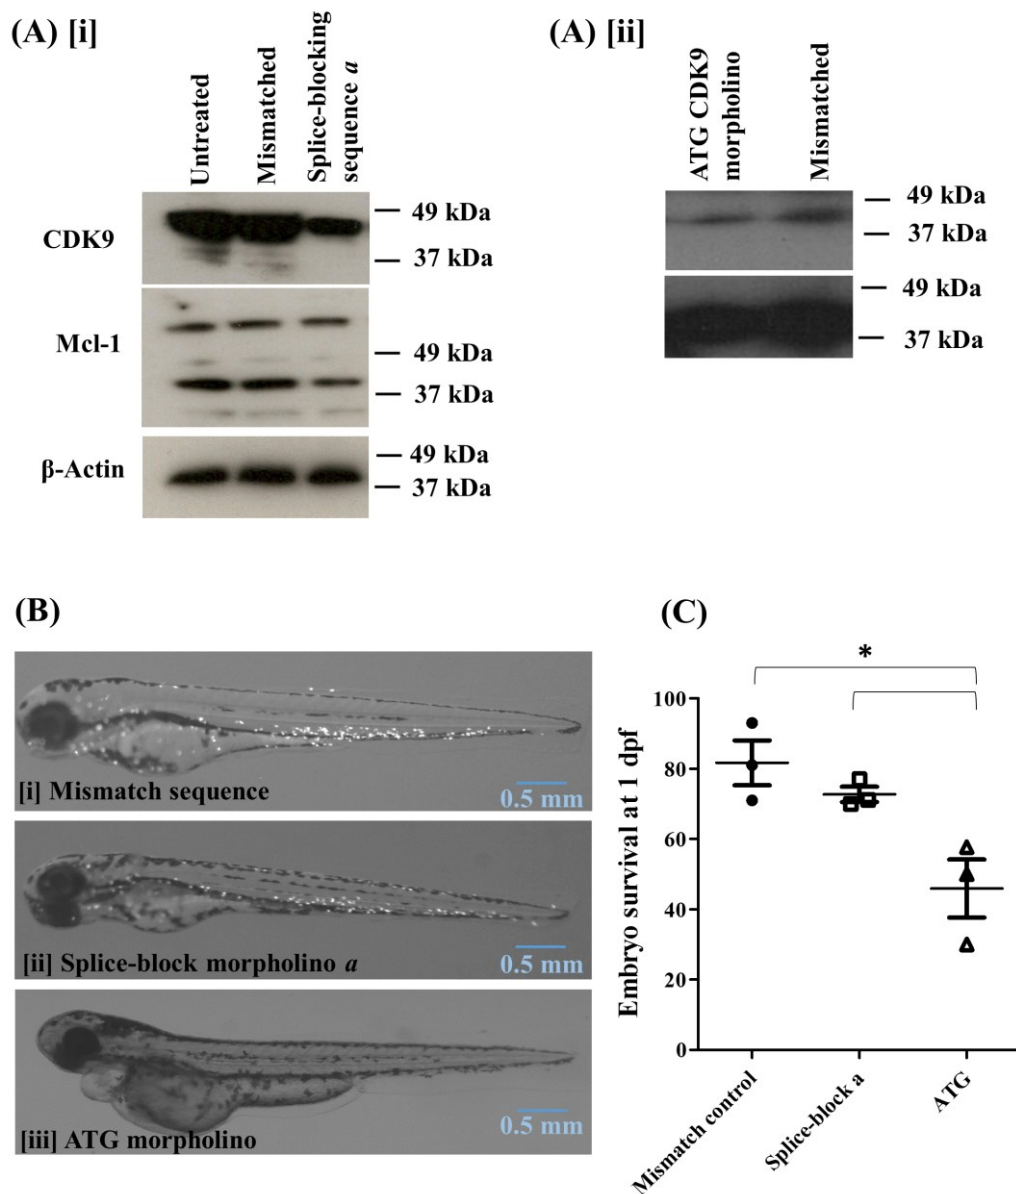 (A) [i]
Untreated
Mismatched
Splice-blocking
sequence a
CDK9
49 kDa
37 kDa
Mcl-1
49 kDa
37 kDa
β-Actin
49 kDa
37 kDa
(A) [ii]
ATG CDK9
morpholino
Mismatched
49 kDa
37 kDa
49 kDa
37 kDa
(B)
[i] Mismatch sequence
0.5 mm
[ii] Splice-block morpholino a
0.5 mm
[iii] ATG morpholino
0.5 mm
(C)
*
Embryo survival at 1 dpf
100
80
60
40
20
0
Mismatch control
Splice-block a
ATG